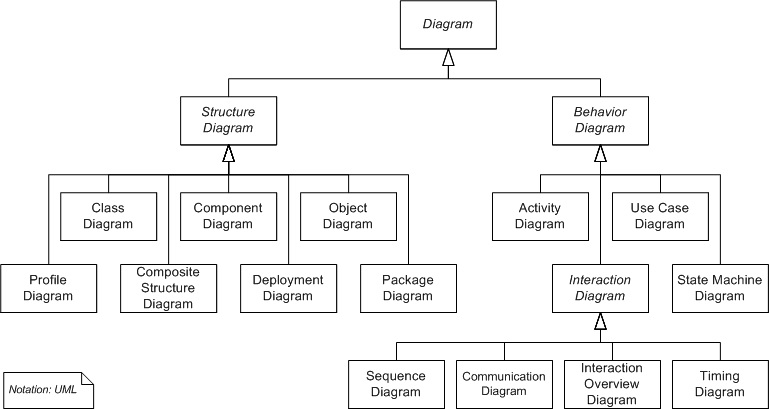 Diagram
Structure
Diagram
Behavior
Diagram
Class
Diagram
Component
Diagram
Object
Diagram
Activity
Diagram
Use Case
Diagram
Profile
Diagram
Composite
Structure
Diagram
Deployment
Diagram
Package
Diagram
Interaction
Diagram
State Machine
Diagram
Sequence
Diagram
Communication
Diagram
Interaction
Overview
Diagram
Timing
Diagram
Notation: UML